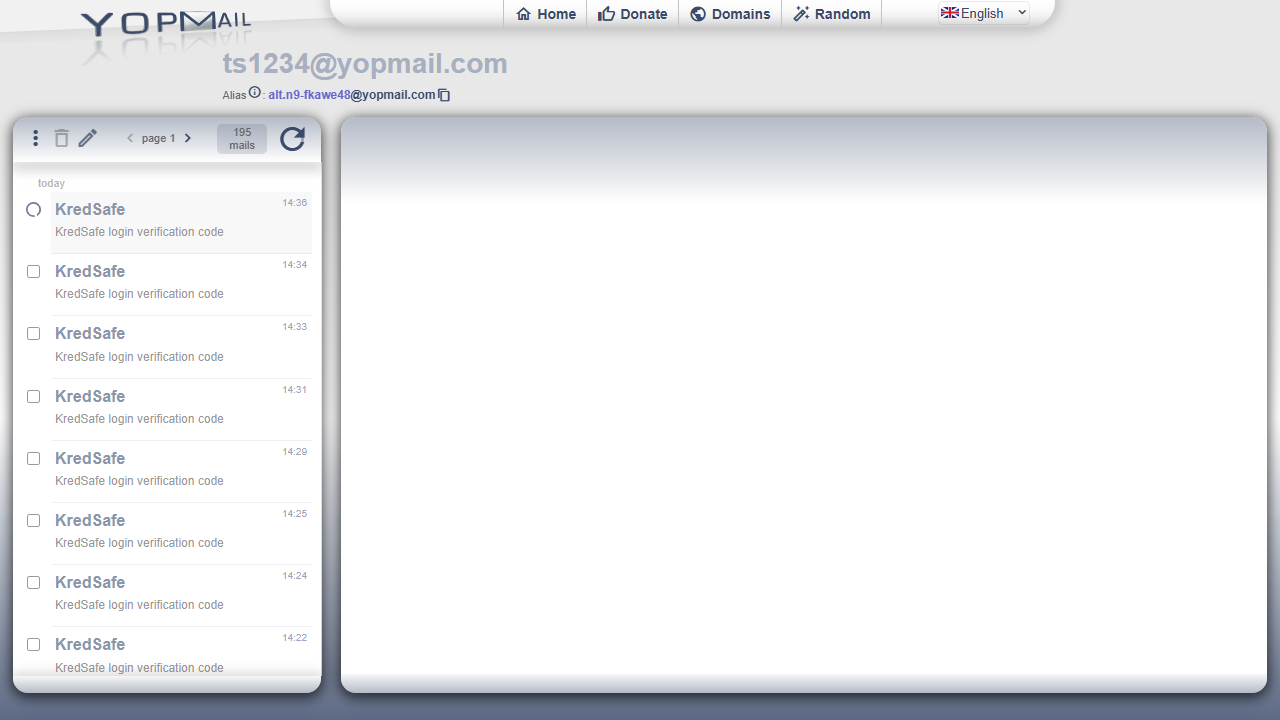 YOPMail
Home
Donate
Domains
Random
English
ts1234@yopmail.com
Alias : alt.n9-fkawe48@yopmail.com
page 1
195
mails
today
KredSafe 14:36
KredSafe login verification code
KredSafe 14:34
KredSafe login verification code
KredSafe 14:33
KredSafe login verification code
KredSafe 14:31
KredSafe login verification code
KredSafe 14:29
KredSafe login verification code
KredSafe 14:25
KredSafe login verification code
KredSafe 14:24
KredSafe login verification code
KredSafe 14:22
KredSafe login verification code